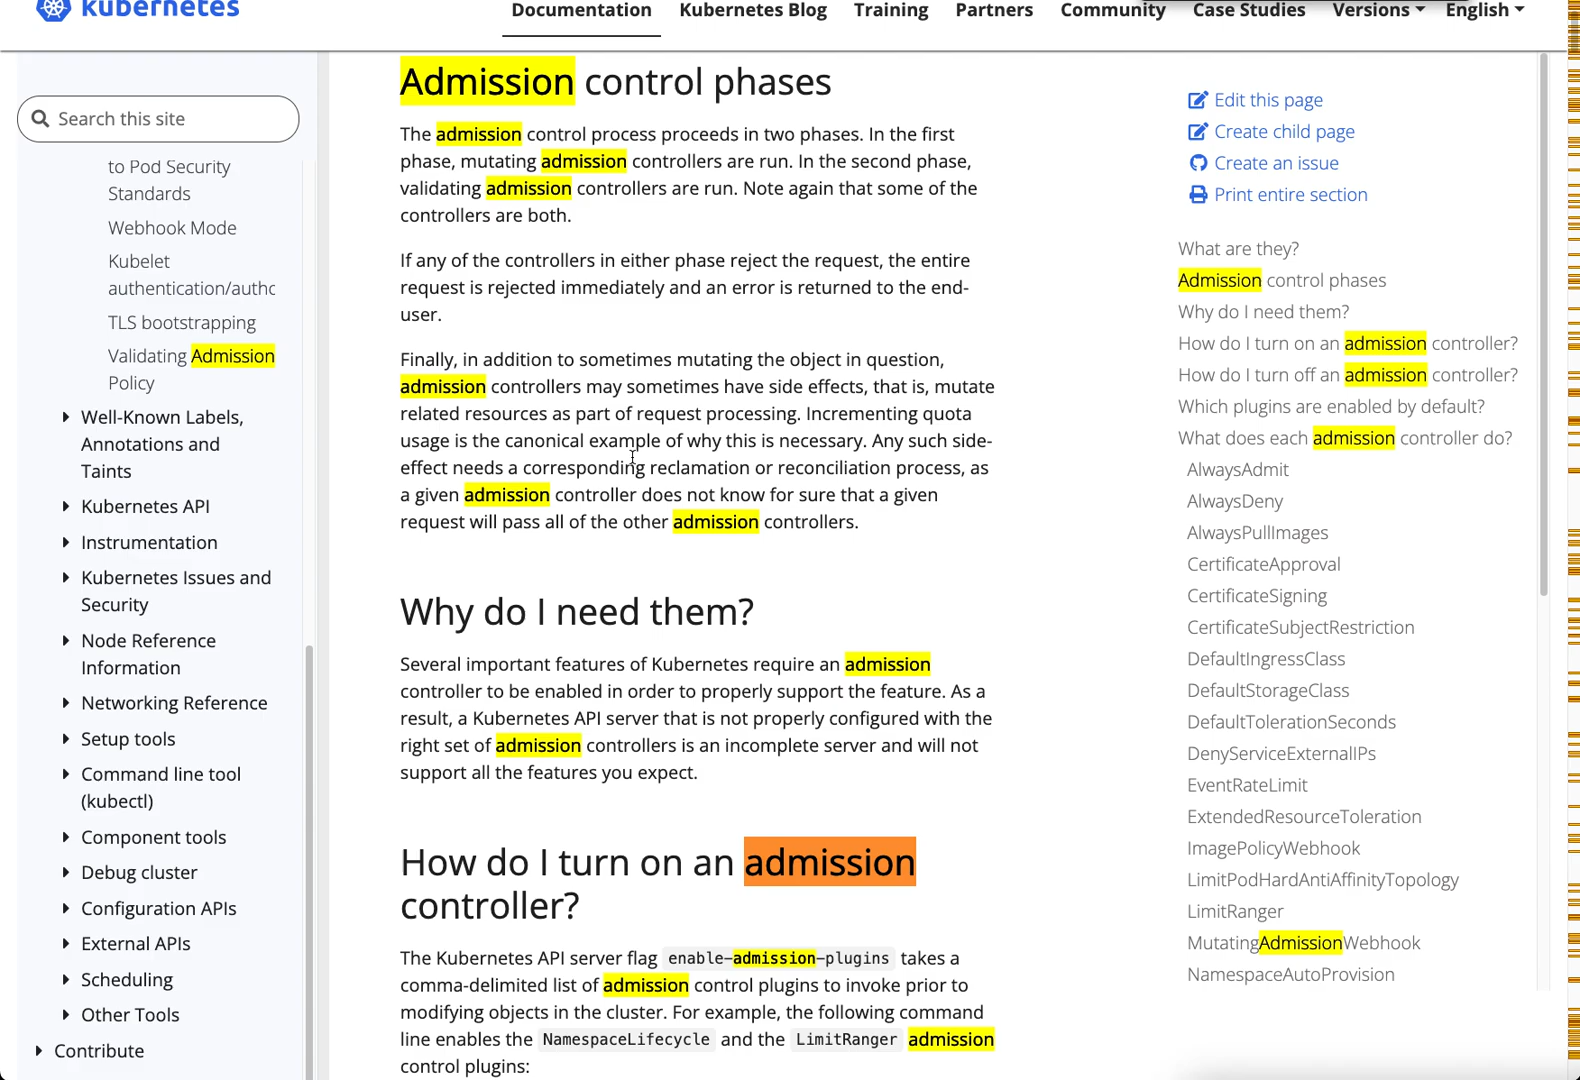 kubernetes
Documentation
Kubernetes Blog
Training
Partners
Community
Case Studies
Versions
English
Search this site
to Pod Security
Standards
Webhook Mode
Kubelet
authentication/autho
TLS bootstrapping
Validating Admission
Policy
Well-Known Labels,
Annotations and
Taints
Kubernetes API
Instrumentation
Kubernetes Issues and
Security
Node Reference
Information
Networking Reference
Setup tools
Command line tool
(kubectl)
Component tools
Debug cluster
Configuration APIs
External APIs
Scheduling
Other Tools
Contribute
Admission control phases
The admission control process proceeds in two phases. In the first
phase, mutating admission controllers are run. In the second phase,
validating admission controllers are run. Note again that some of the
controllers are both.
If any of the controllers in either phase reject the request, the entire
request is rejected immediately and an error is returned to the end-
user.
Finally, in addition to sometimes mutating the object in question,
admission controllers may sometimes have side effects, that is, mutate
related resources as part of request processing. Incrementing quota
usage is the canonical example of why this is necessary. Any such side-
effect needs a corresponding reclamation or reconciliation process, as
a given admission controller does not know for sure that a given
request will pass all of the other admission controllers.
Why do I need them?
Several important features of Kubernetes require an admission
controller to be enabled in order to properly support the feature. As a
result, a Kubernetes API server that is not properly configured with the
right set of admission controllers is an incomplete server and will not
support all the features you expect.
How do I turn on an admission
controller?
The Kubernetes API server flag enable-admission-plugins takes a
comma-delimited list of admission control plugins to invoke prior to
modifying objects in the cluster. For example, the following command
line enables the NamespaceLifecycle and the LimitRanger admission
control plugins:
Edit this page
Create child page
Create an issue
Print entire section
What are they?
Admission control phases
Why do I need them?
How do I turn on an admission controller?
How do I turn off an admission controller?
Which plugins are enabled by default?
What does each admission controller do?
AlwaysAdmit
AlwaysDeny
AlwaysPullImages
CertificateApproval
CertificateSigning
CertificateSubjectRestriction
DefaultIngressClass
DefaultStorageClass
DefaultTolerationSeconds
DenyServiceExternalIPs
EventRateLimit
ExtendedResourceToleration
ImagePolicyWebhook
LimitPodHardAntiAffinityTopology
LimitRanger
MutatingAdmissionWebhook
NamespaceAutoProvision